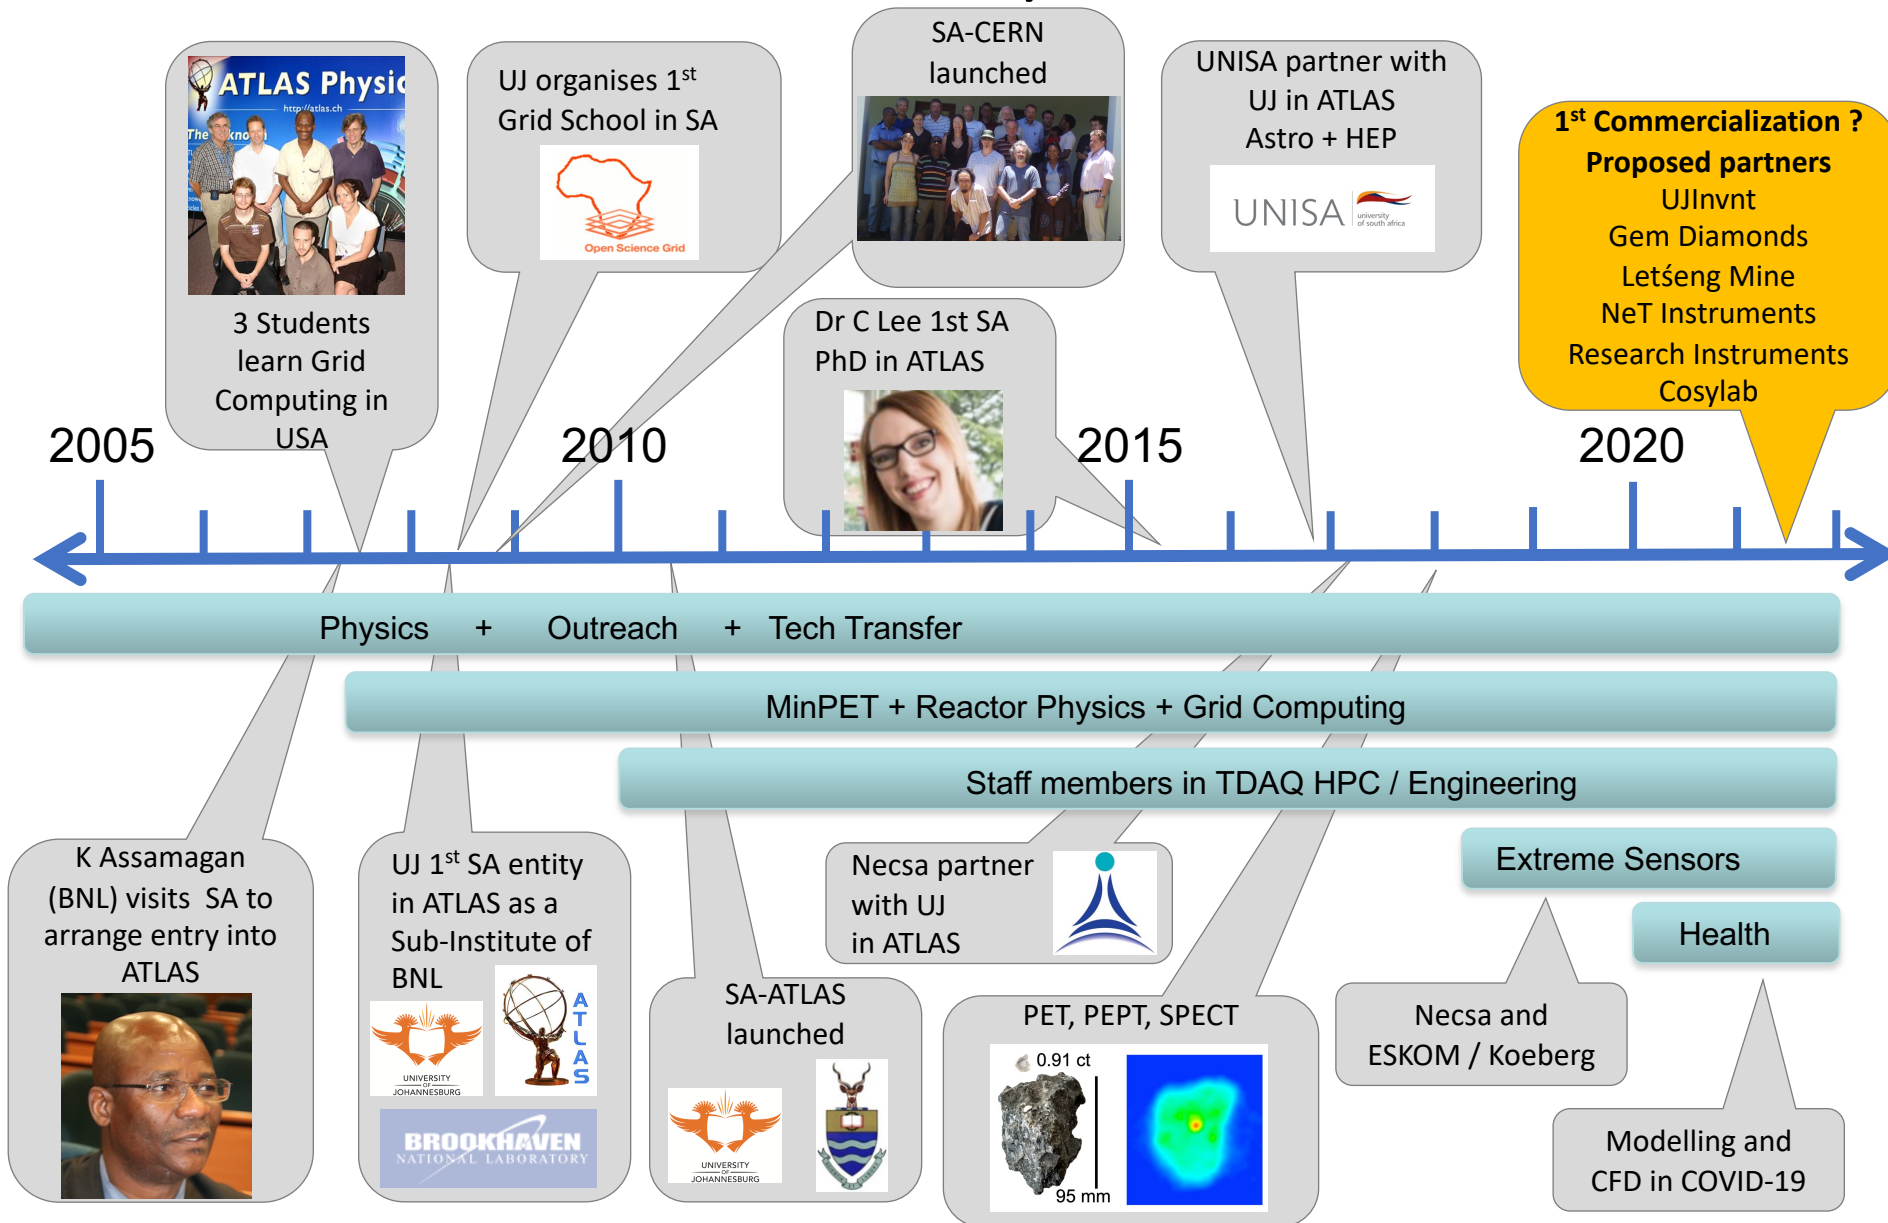 ATLAS Physic
http://atlas.ch
The
3 Students
learn Grid
Computing in
USA
UJ organises 1st
Grid School in SA
Open Science Grid
SA-CERN
launched
Dr C Lee 1st SA
PhD in ATLAS
UNISA partner with
UJ in ATLAS
Astro + HEP
UNISA
university
of south africa
1st Commercialization ?
Proposed partners
UJInvnt
Gem Diamonds
Letśeng Mine
NeT Instruments
Research Instruments
Cosylab
2005
2010
2015
2020
Physics + Outreach + Tech Transfer
MinPET + Reactor Physics + Grid Computing
Staff members in TDAQ HPC / Engineering
Extreme Sensors
Health
K Assamagan
(BNL) visits SA to
arrange entry into
ATLAS
UJ 1st SA entity
in ATLAS as a
Sub-Institute of
BNL
UNIVERSITY
OF
JOHANNESBURG
ATLAS
BROOKHAVEN
NATIONAL LABORATORY
SA-ATLAS
launched
UNIVERSITY
OF
JOHANNESBURG
Necsa partner
with UJ
in ATLAS
PET, PEPT, SPECT
0.91 ct
95 mm
Necsa and
ESKOM / Koeberg
Modelling and
CFD in COVID-19